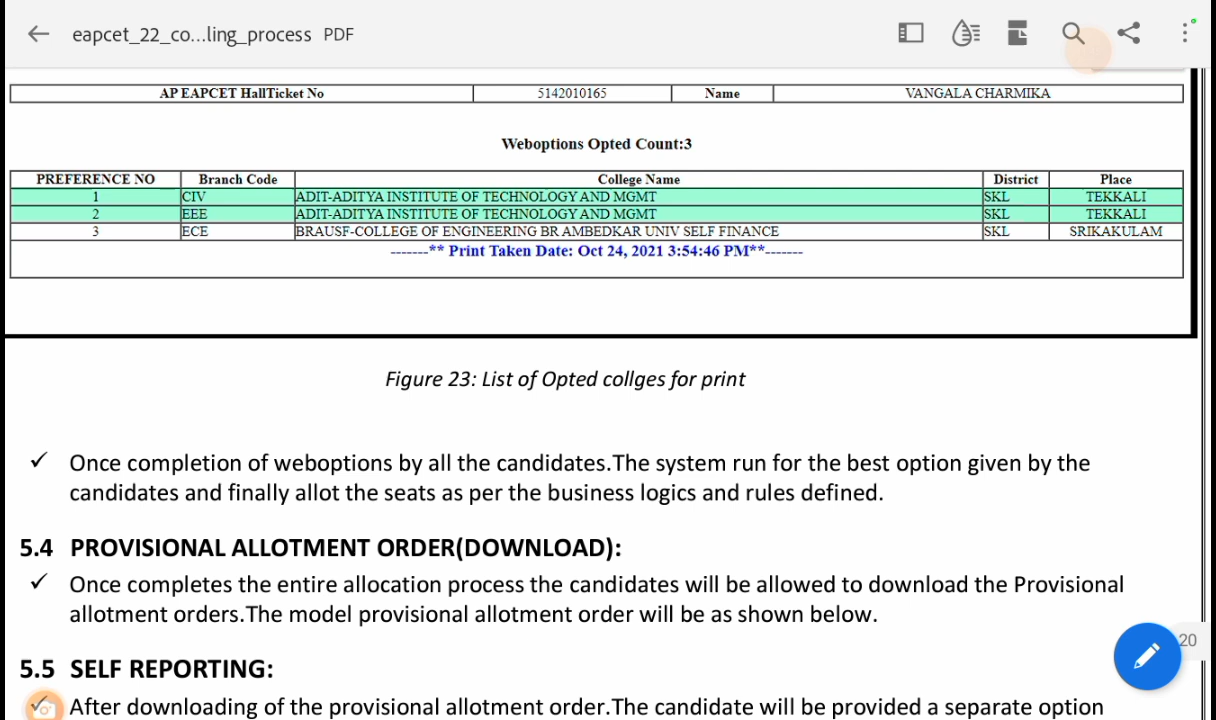 eapcet_22_co...ling_process PDF
AP EAPCET HallTicket No 5142010165 Name VANGALA CHARMIKA
Weboptions Opted Count:3
PREFERENCE NO Branch Code College Name District Place
1 CIV ADIT-ADITYA INSTITUTE OF TECHNOLOGY AND MGMT SKL TEKKALI
2 EEE ADIT-ADITYA INSTITUTE OF TECHNOLOGY AND MGMT SKL TEKKALI
3 ECE BRAUSF-COLLEGE OF ENGINEERING BR AMBEDKAR UNIV SELF FINANCE SKL SRIKAKULAM
-------** Print Taken Date: Oct 24, 2021 3:54:46 PM**-------
Figure 23: List of Opted collges for print
✓ Once completion of weboptions by all the candidates.The system run for the best option given by the
candidates and finally allot the seats as per the business logics and rules defined.
5.4 PROVISIONAL ALLOTMENT ORDER(DOWNLOAD):
✓ Once completes the entire allocation process the candidates will be allowed to download the Provisional
allotment orders.The model provisional allotment order will be as shown below.
20
5.5 SELF REPORTING:
✓ After downloading of the provisional allotment order.The candidate will be provided a separate option